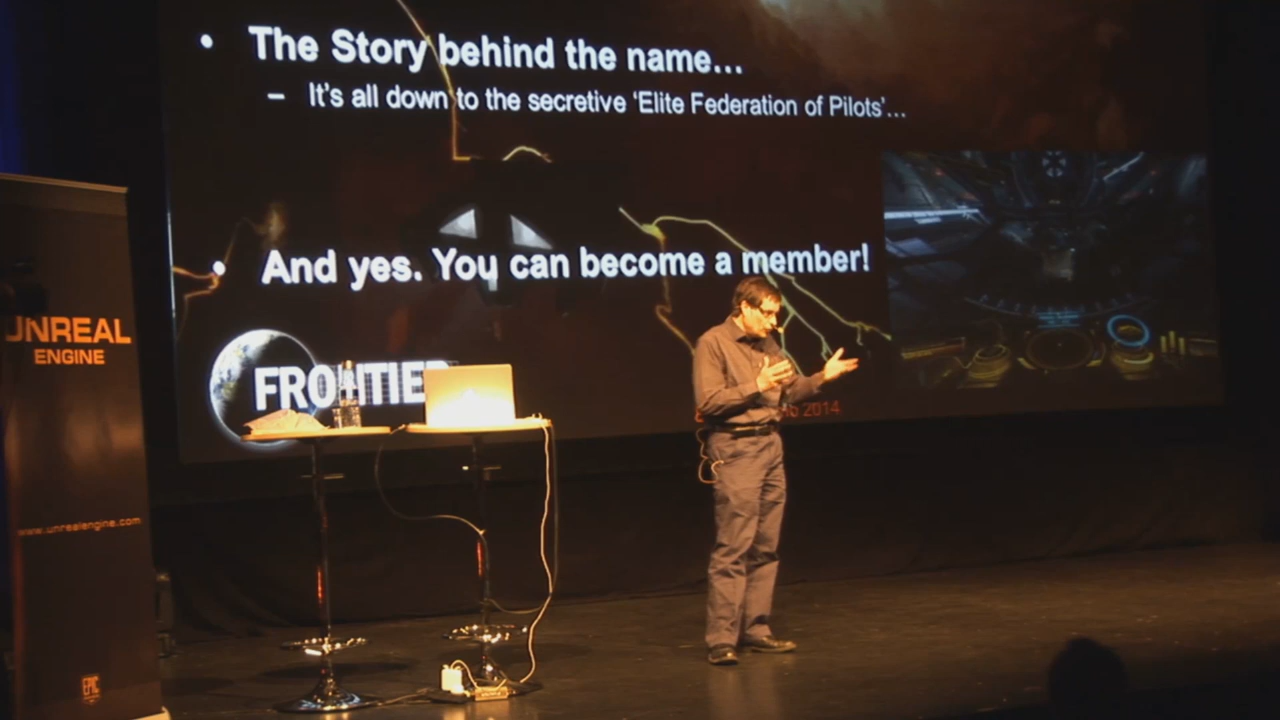 The Story behind the name...
It's all down to the secretive 'Elite Federation of Pilots'...
And yes. You can become a member!
FRONTIER
2014
UNREAL
ENGINE
www.unrealengine.com
EPIC